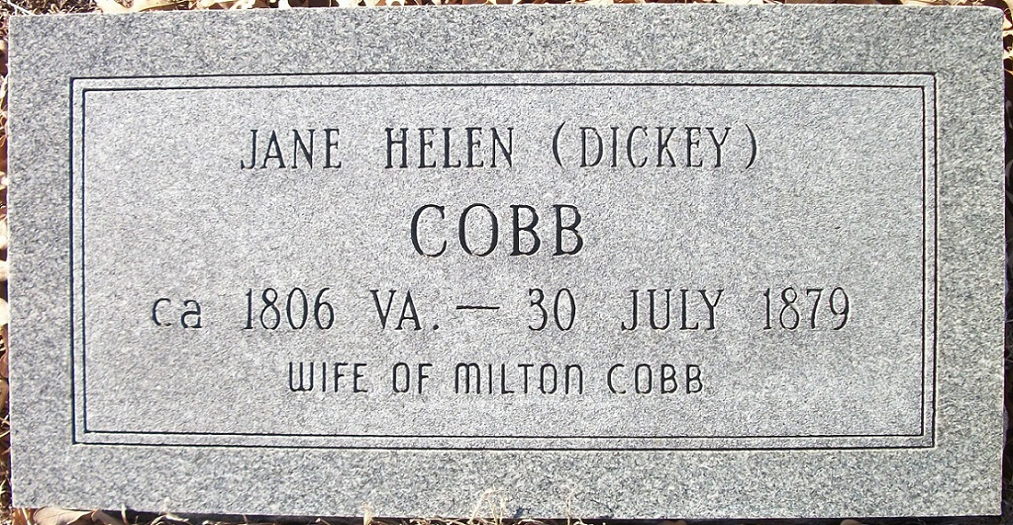 JANE HELEN (DICKEY)
COBB
ca 1806 VA. — 30 JULY 1879
WIFE OF MILTON COBB